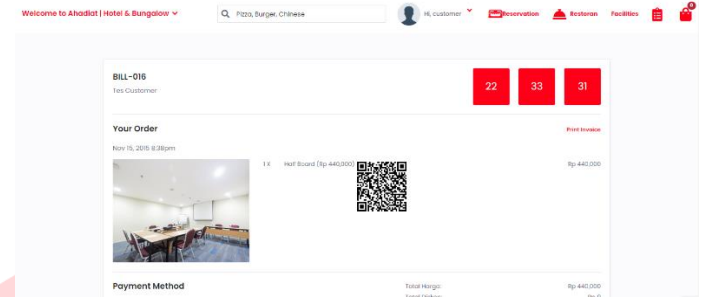 Welcome to Ahadiat | Hotel & Bungalow
Pizza, Burger, Chinese
Hi, customer
Reservation
Restoran
Facilities
0
BILL-016
Tes Customer
22 33 31
Your Order
Print Invoice
Nov 15, 2015 8:38pm
1 X Half Board (Rp 440,000)
Rp 440,000
Payment Method
Total Harga: Rp 440,000